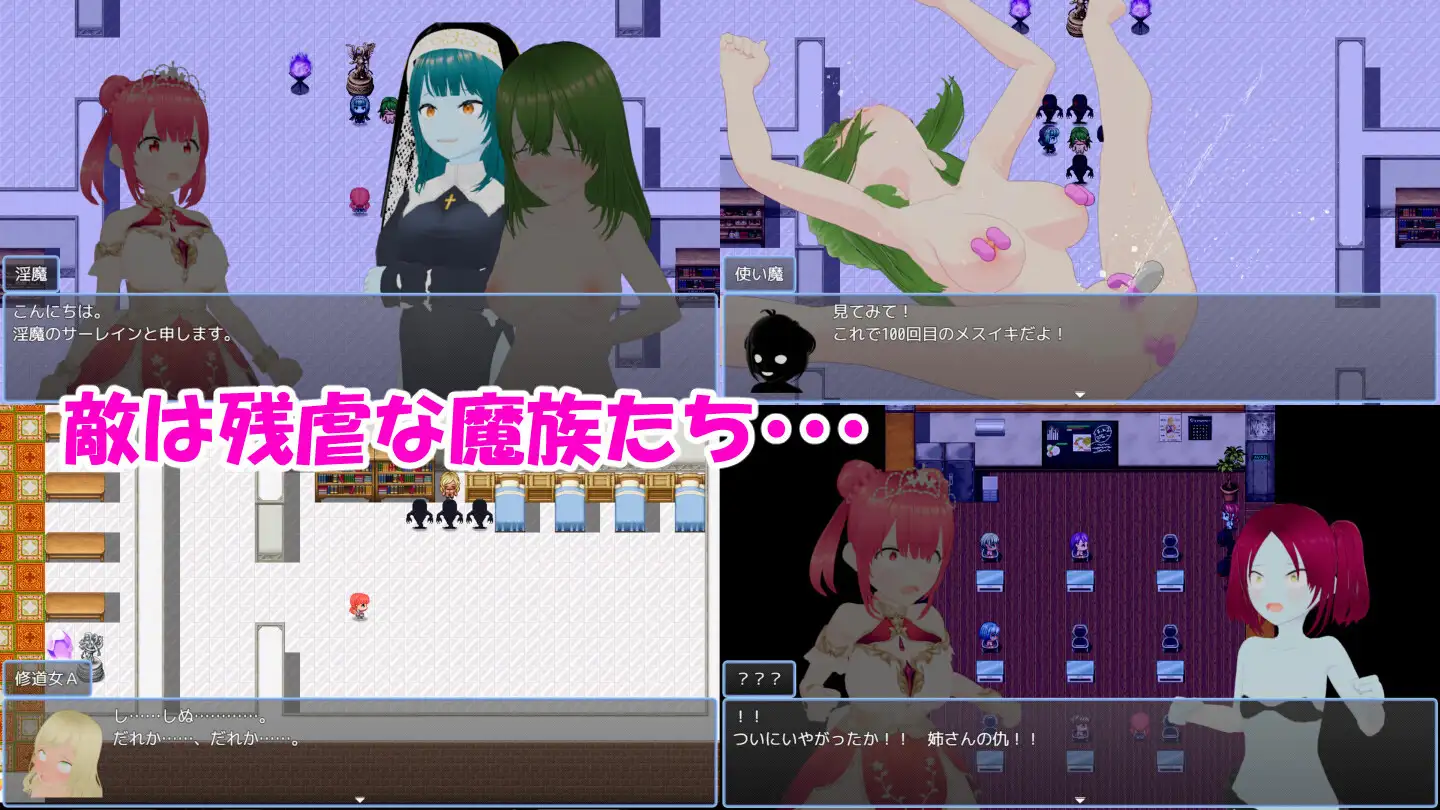 淫魔
こんにちは。
淫魔のサーレインと申します。
使い魔
見てみて！
これで100回目のメスイキだよ！
敵は残虐な魔族たち・・・
修道女Ａ
し……しぬ…………。
だれか……、だれか……。
？？？
！！
ついにいやがったか！！　姉さんの仇！！